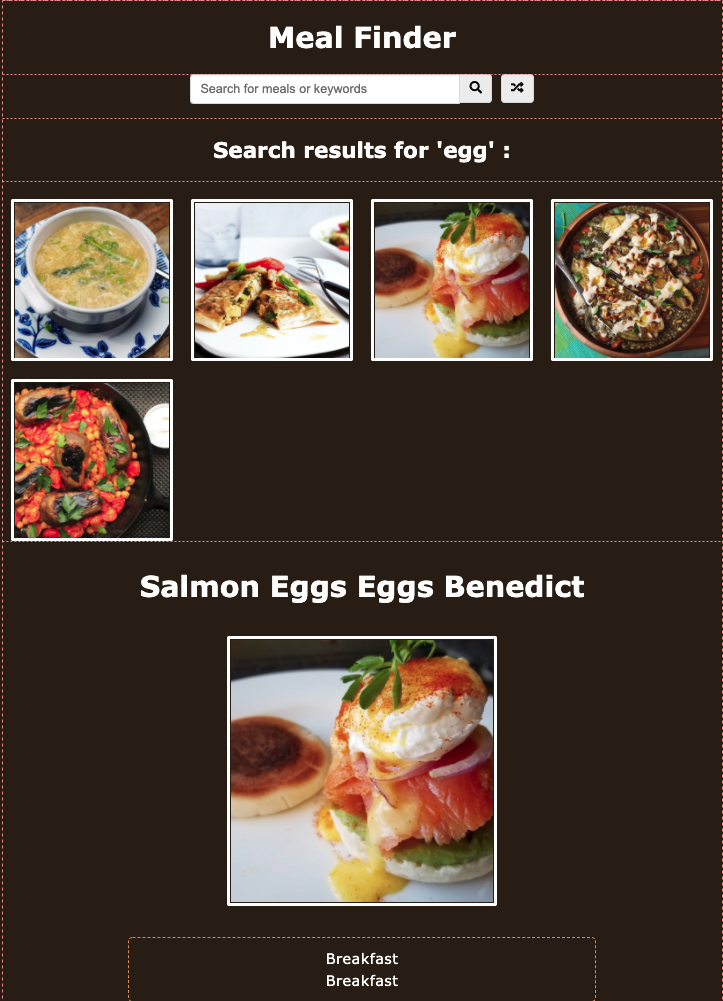 Meal Finder
Search for meals or keywords
Search results for 'egg' :
Salmon Eggs Eggs Benedict
Breakfast
Breakfast